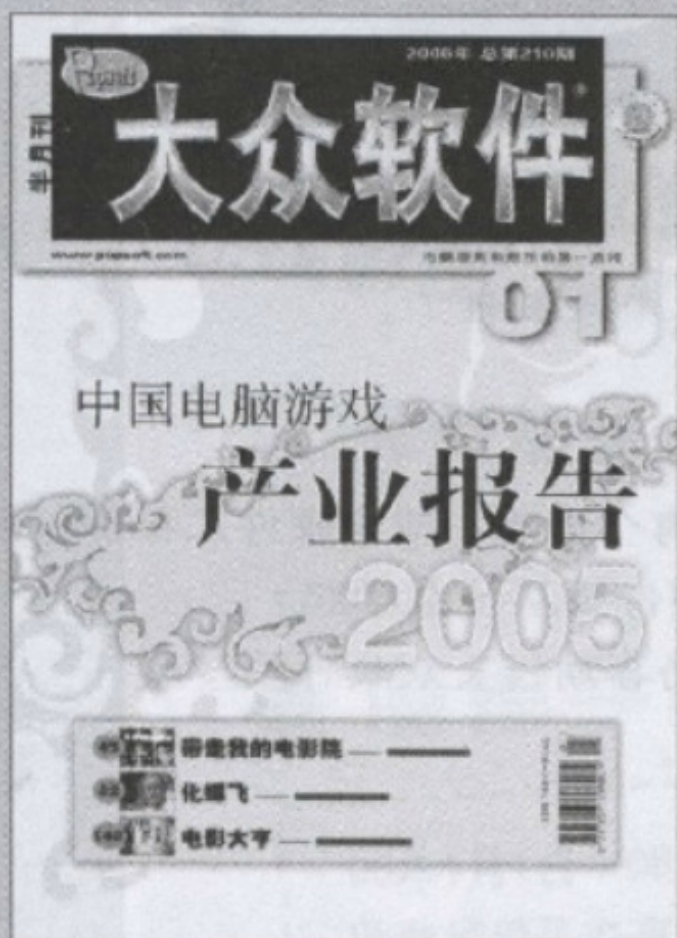 2006年 总第210期
大众软件
半月刊
www.popsoft.com
01
中国电脑游戏
产业报告
2005
带走我的电影院
化蝶飞
电影大亨